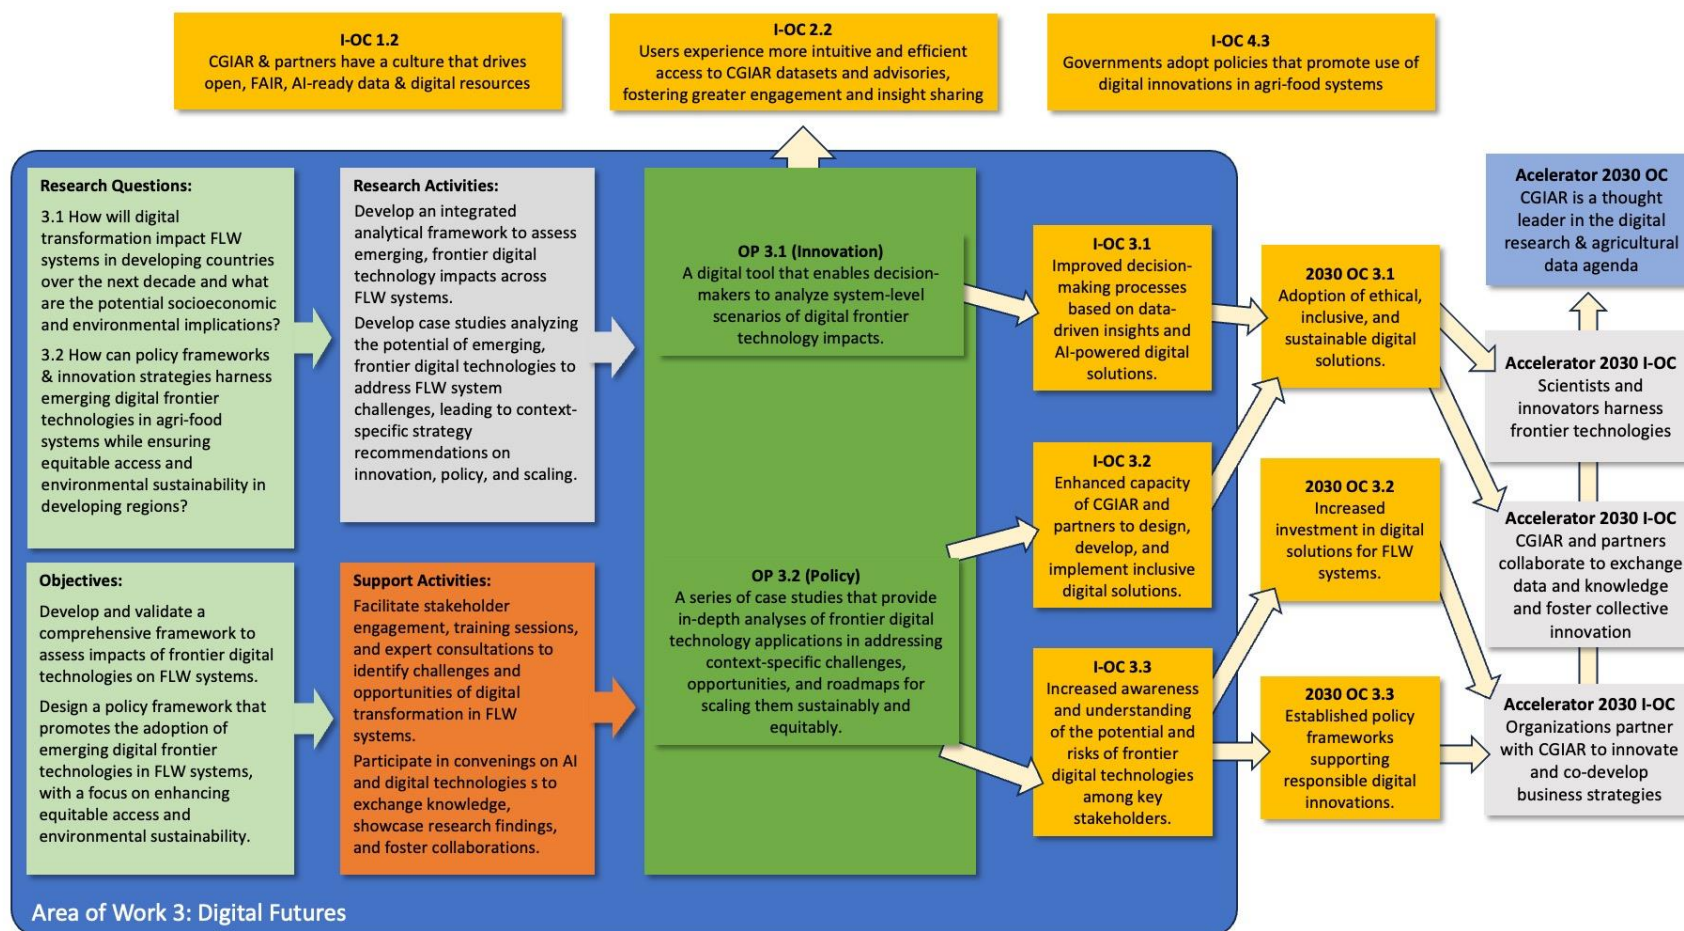 I-OC 1.2
CGIAR & partners have a culture that drives
open, FAIR, AI-ready data & digital resources
I-OC 2.2
Users experience more intuitive and efficient
access to CGIAR datasets and advisories,
fostering greater engagement and insight sharing
I-OC 4.3
Governments adopt policies that promote use of
digital innovations in agri-food systems
Research Questions:
3.1 How will digital
transformation impact FLW
systems in developing countries
over the next decade and what
are the potential socioeconomic
and environmental implications?
3.2 How can policy frameworks
& innovation strategies harness
emerging digital frontier
technologies in agri-food
systems while ensuring
equitable access and
environmental sustainability in
developing regions?
Objectives:
Develop and validate a
comprehensive framework to
assess impacts of frontier digital
technologies on FLW systems.
Design a policy framework that
promotes the adoption of
emerging digital frontier
technologies in FLW systems,
with a focus on enhancing
equitable access and
environmental sustainability.
Research Activities:
Develop an integrated
analytical framework to assess
emerging, frontier digital
technology impacts across
FLW systems.
Develop case studies analyzing
the potential of emerging,
frontier digital technologies to
address FLW system
challenges, leading to context-
specific strategy
recommendations on
innovation, policy, and scaling.
Support Activities:
Facilitate stakeholder
engagement, training sessions,
and expert consultations to
identify challenges and
opportunities of digital
transformation in FLW
systems.
Participate in convenings on AI
and digital technologies s to
exchange knowledge,
showcase research findings,
and foster collaborations.
OP 3.1 (Innovation)
A digital tool that enables decision-
makers to analyze system-level
scenarios of digital frontier
technology impacts.
OP 3.2 (Policy)
A series of case studies that provide
in-depth analyses of frontier digital
technology applications in addressing
context-specific challenges,
opportunities, and roadmaps for
scaling them sustainably and
equitably.
I-OC 3.1
Improved decision-
making processes
based on data-
driven insights and
AI-powered digital
solutions.
I-OC 3.2
Enhanced capacity
of CGIAR and
partners to design,
develop, and
implement inclusive
digital solutions.
I-OC 3.3
Increased awareness
and understanding
of the potential and
risks of frontier
digital technologies
among key
stakeholders.
2030 OC 3.1
Adoption of ethical,
inclusive, and
sustainable digital
solutions.
2030 OC 3.2
Increased
investment in digital
solutions for FLW
systems.
2030 OC 3.3
Established policy
frameworks
supporting
responsible digital
innovations.
Acelerator 2030 OC
CGIAR is a thought
leader in the digital
research & agricultural
data agenda
Accelerator 2030 I-OC
Scientists and
innovators harness
frontier technologies
Accelerator 2030 I-OC
CGIAR and partners
collaborate to exchange
data and knowledge
and foster collective
innovation
Accelerator 2030 I-OC
Organizations partner
with CGIAR to innovate
and co-develop
business strategies
Area of Work 3: Digital Futures